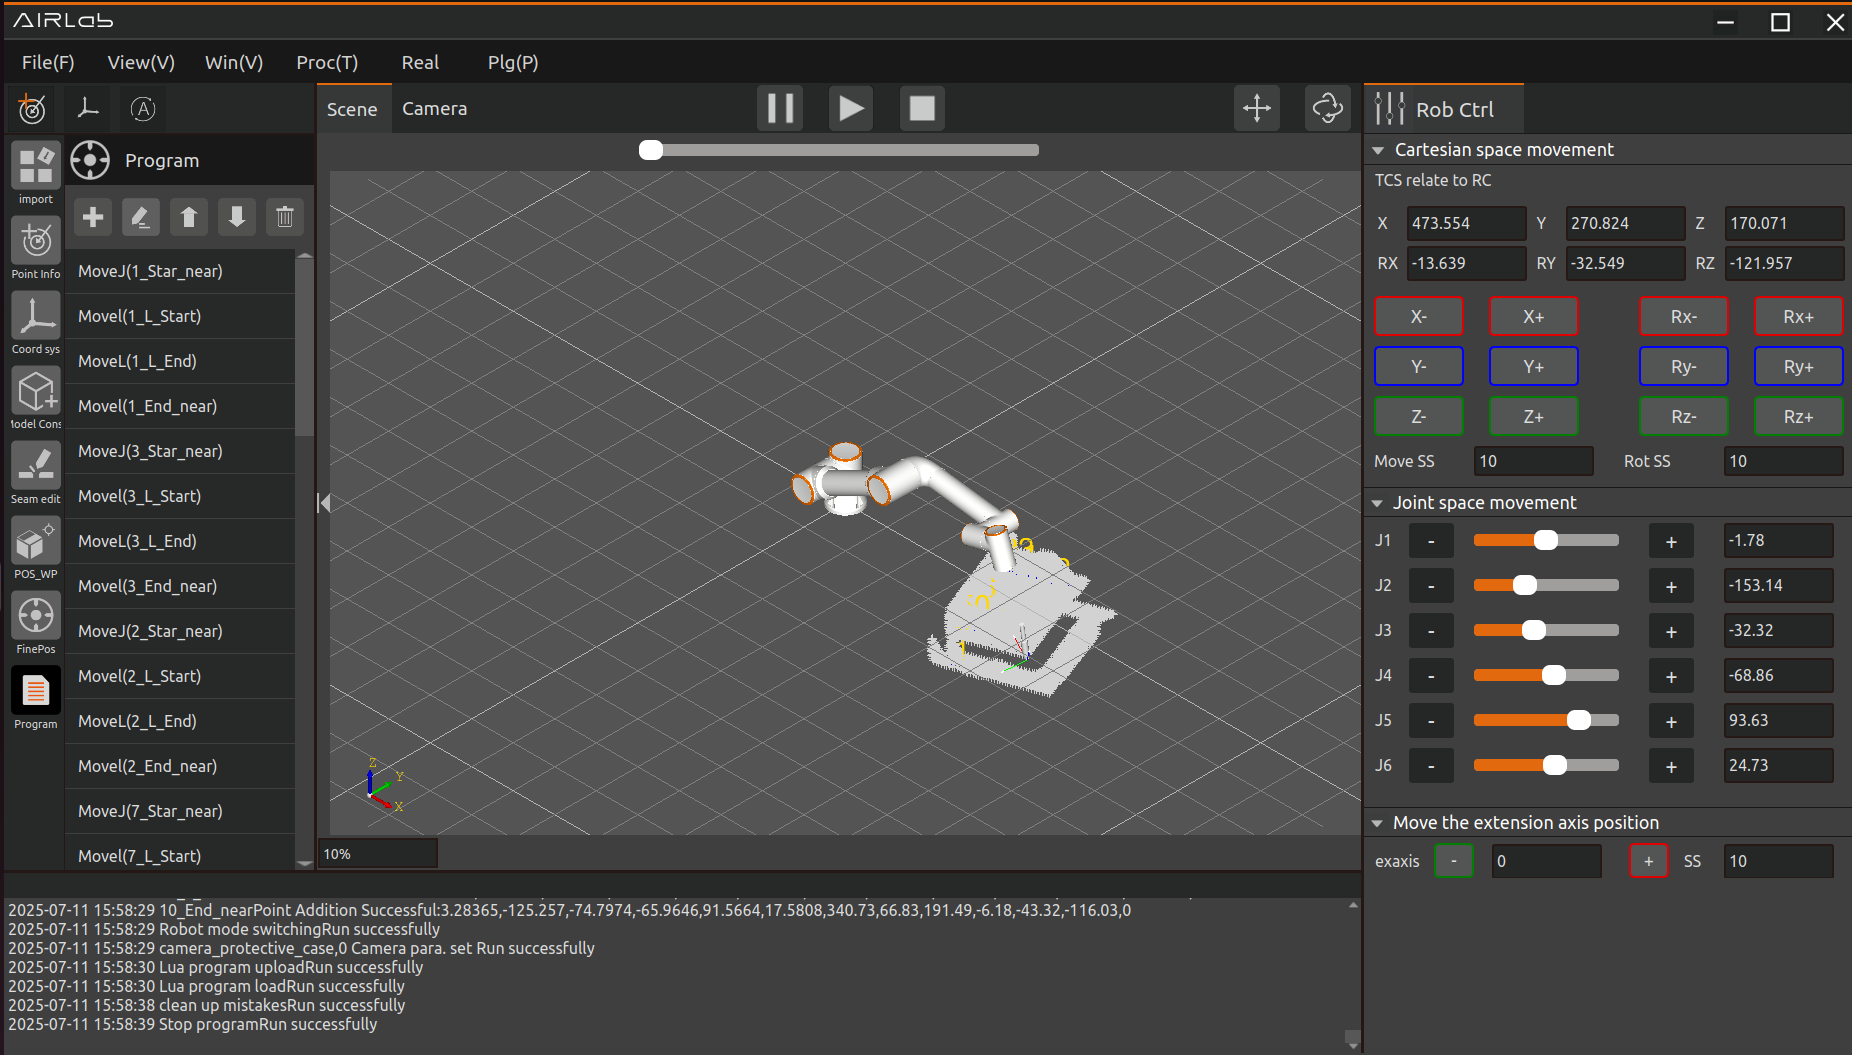 AIRLab
File(F) View(V) Win(V) Proc(T) Real Plg(P)
Scene Camera
Rob Ctrl
import
Point Info
Coord sys
Seam edit
POS_WP
FinePos
Program
Program
MoveJ(1_Star_near)
Movel(1_L_Start)
MoveL(1_L_End)
Movel(1_End_near)
MoveJ(3_Star_near)
Movel(3_L_Start)
MoveL(3_L_End)
Movel(3_End_near)
MoveJ(2_Star_near)
Movel(2_L_Start)
MoveL(2_L_End)
Movel(2_End_near)
MoveJ(7_Star_near)
Movel(7_L_Start)
Z
Y
X
10%
Cartesian space movement
TCS relate to RC
X 473.554 Y 270.824 Z 170.071
RX -13.639 RY -32.549 RZ -121.957
X- X+ Rx- Rx+
Y- Y+ Ry- Ry+
Z- Z+ Rz- Rz+
Move SS 10 Rot SS 10
Joint space movement
J1 - + -1.78
J2 - + -153.14
J3 - + -32.32
J4 - + -68.86
J5 - + 93.63
J6 - + 24.73
Move the extension axis position
exaxis - 0 + SS 10
2025-07-11 15:58:29 10_End_nearPoint Addition Successful:3.28365,-125.257,-74.7974,-65.9646,91.5664,17.5808,340.73,66.83,191.49,-6.18,-43.32,-116.03,0
2025-07-11 15:58:29 Robot mode switchingRun successfully
2025-07-11 15:58:29 camera_protective_case,0 Camera para. set Run successfully
2025-07-11 15:58:30 Lua program uploadRun successfully
2025-07-11 15:58:30 Lua program loadRun successfully
2025-07-11 15:58:38 clean up mistakesRun successfully
2025-07-11 15:58:39 Stop programRun successfully